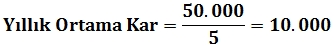 Yıllık Ortama Kar = 50.000 / 5 = 10.000